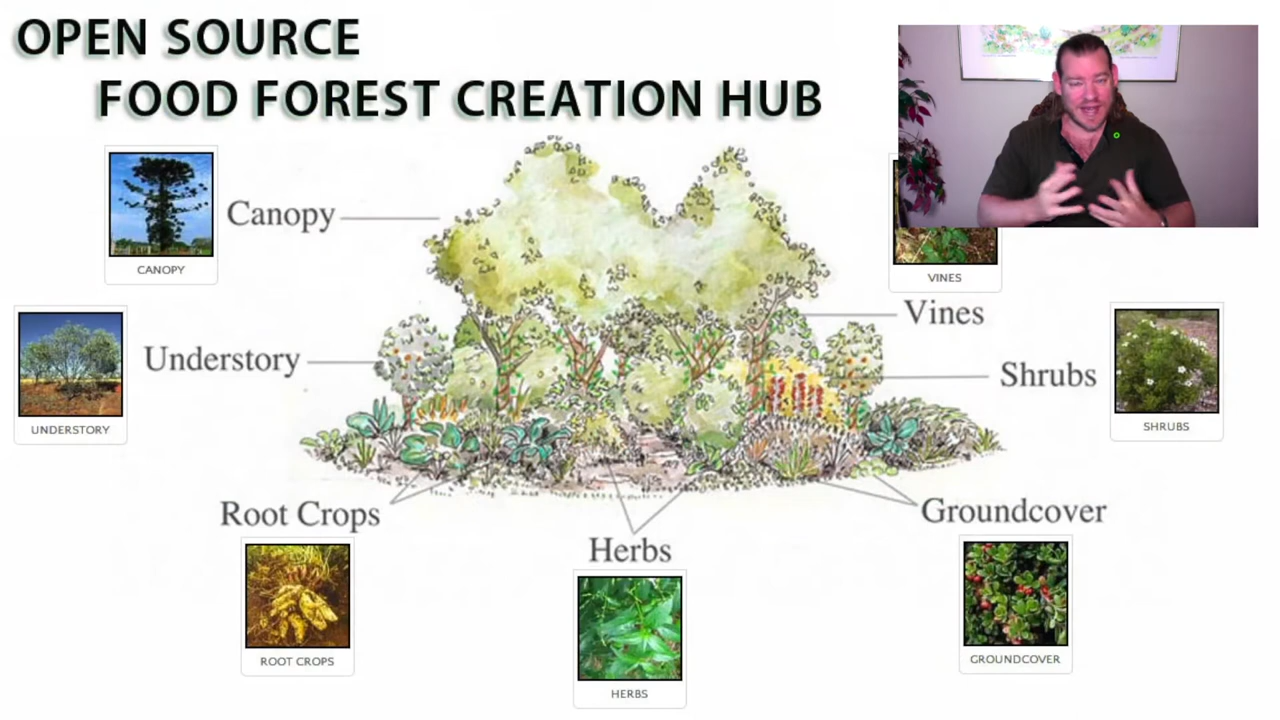 OPEN SOURCE
FOOD FOREST CREATION HUB
CANOPY
Canopy
VINES
Vines
UNDERSTORY
Understory
Shrubs
SHRUBS
Root Crops
Groundcover
Herbs
ROOT CROPS
HERBS
GROUNDCOVER